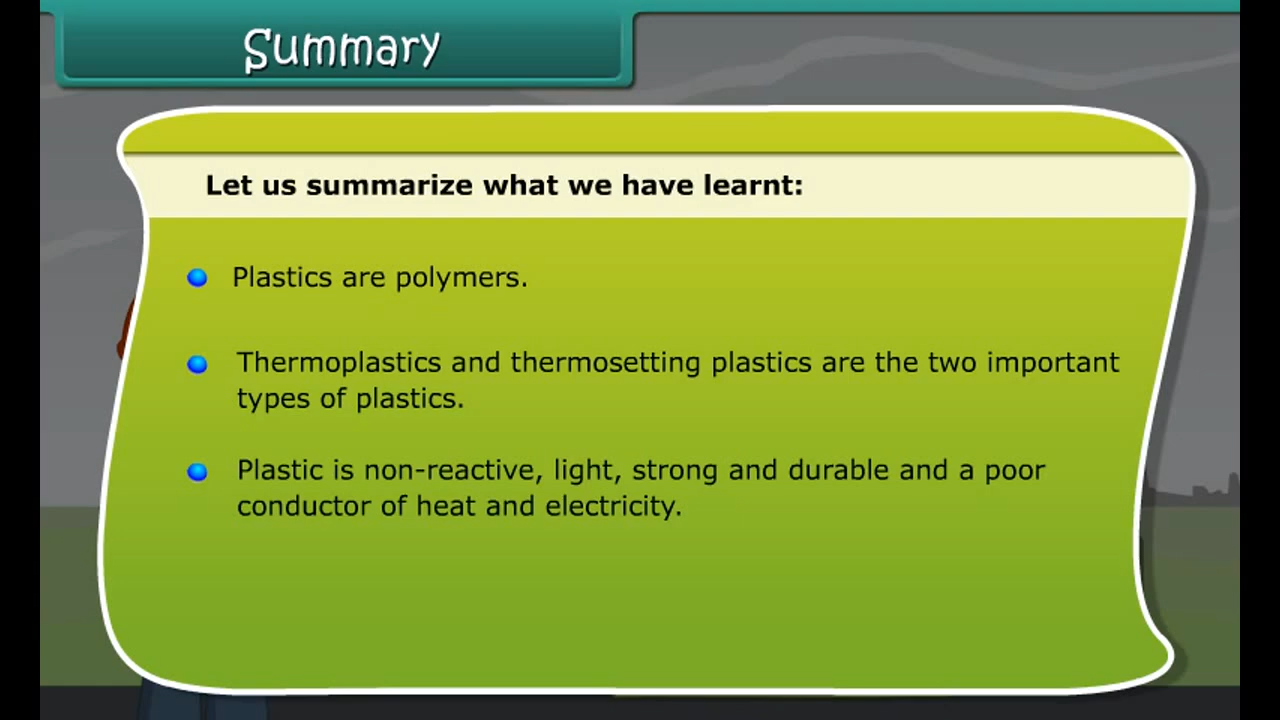 Summary
Let us summarize what we have learnt:
Plastics are polymers.
Thermoplastics and thermosetting plastics are the two important
types of plastics.
Plastic is non-reactive, light, strong and durable and a poor
conductor of heat and electricity.